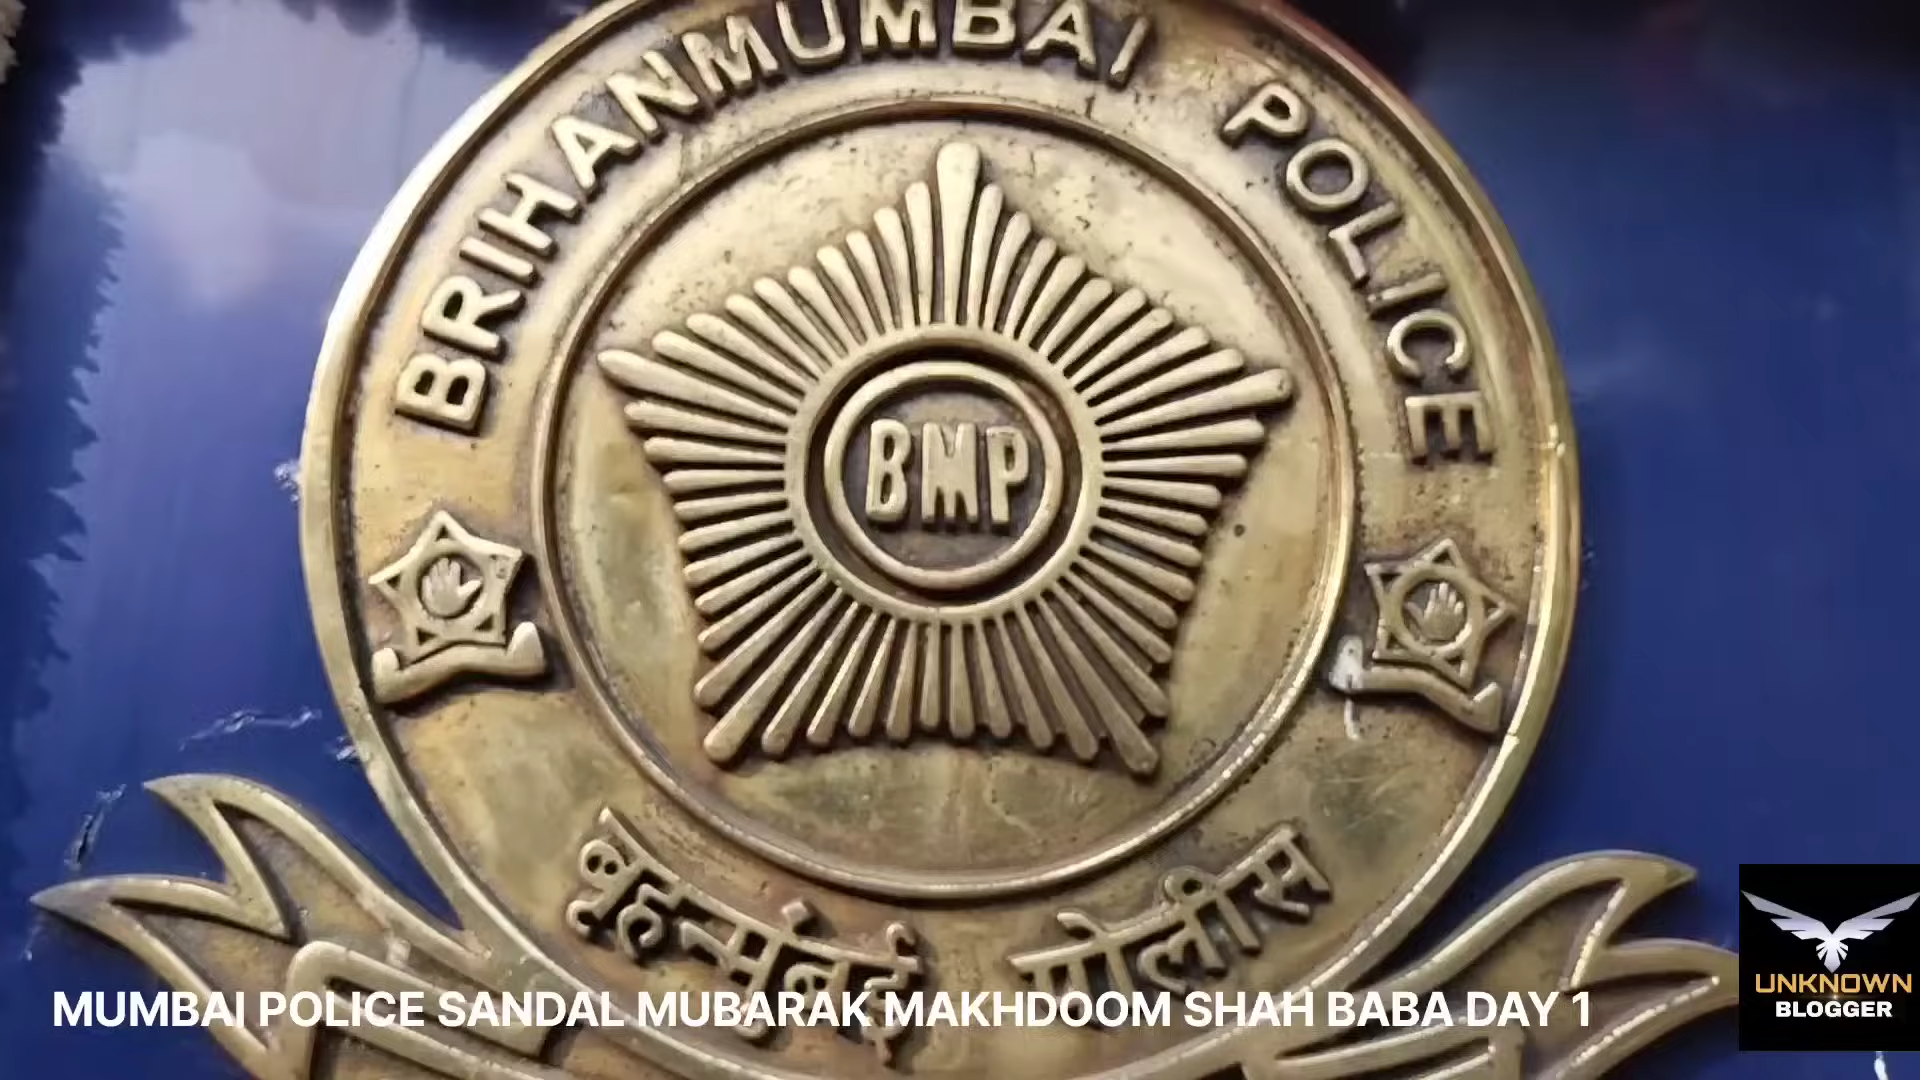 BRIHANMUMBAI POLICE
BMP
बृहन्मुंबई पोलीस
MUMBAI POLICE SANDAL MUBARAK MAKHDOOM SHAH BABA DAY 1
UNKNOWN
BLOGGER